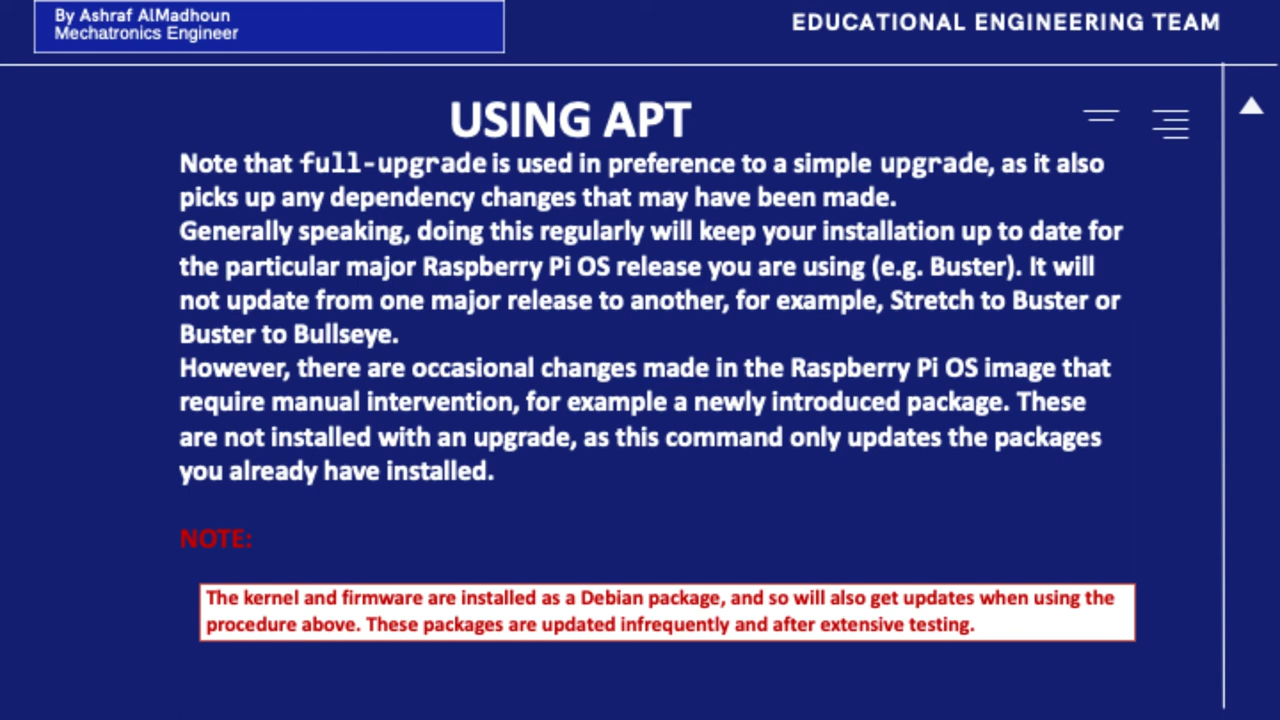 By Ashraf AlMadhoun
Mechatronics Engineer
EDUCATIONAL ENGINEERING TEAM
USING APT
Note that full-upgrade is used in preference to a simple upgrade, as it also
picks up any dependency changes that may have been made.
Generally speaking, doing this regularly will keep your installation up to date for
the particular major Raspberry Pi OS release you are using (e.g. Buster). It will
not update from one major release to another, for example, Stretch to Buster or
Buster to Bullseye.
However, there are occasional changes made in the Raspberry Pi OS image that
require manual intervention, for example a newly introduced package. These
are not installed with an upgrade, as this command only updates the packages
you already have installed.
NOTE:
The kernel and firmware are installed as a Debian package, and so will also get updates when using the
procedure above. These packages are updated infrequently and after extensive testing.